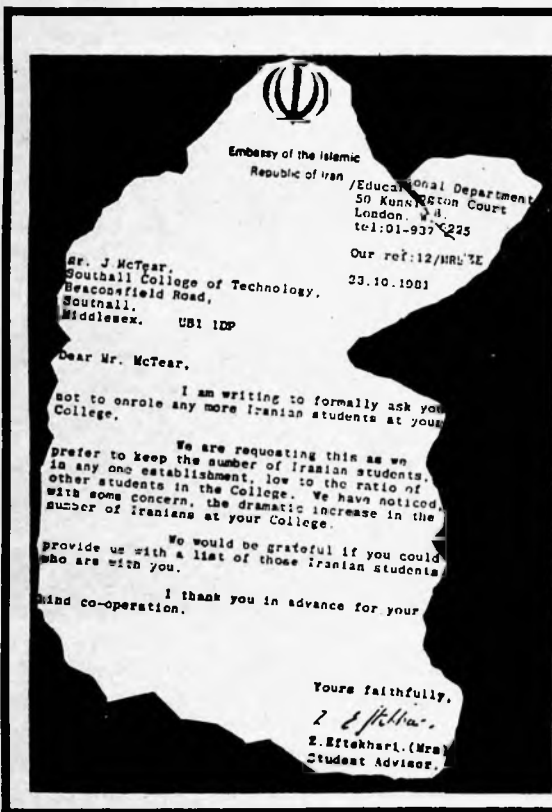 Embassy of the Islamic
Republic of Iran
/Educational Department
50 Kensington Court
London.
tel:01-937 5225
Our ref:
23.10.1981
Mr. J McTear,
Southall College of Technology,
Beaconsfield Road,
Southall,
Middlesex. UB1 1DP
Dear Mr. McTear,
I am writing to formally ask you
not to enrole any more Iranian students at your
College.
We are requesting this as we
prefer to keep the number of Iranian students,
in any one establishment, low to the ratio of
other students in the College. We have noticed,
with some concern, the dramatic increase in the
number of Iranians at your College.
We would be grateful if you could
provide us with a list of those Iranian students
who are with you.
I thank you in advance for your
kind co-operation.
Yours faithfully,
Z.Eftekhari.(Mrs)
Student Advisor.